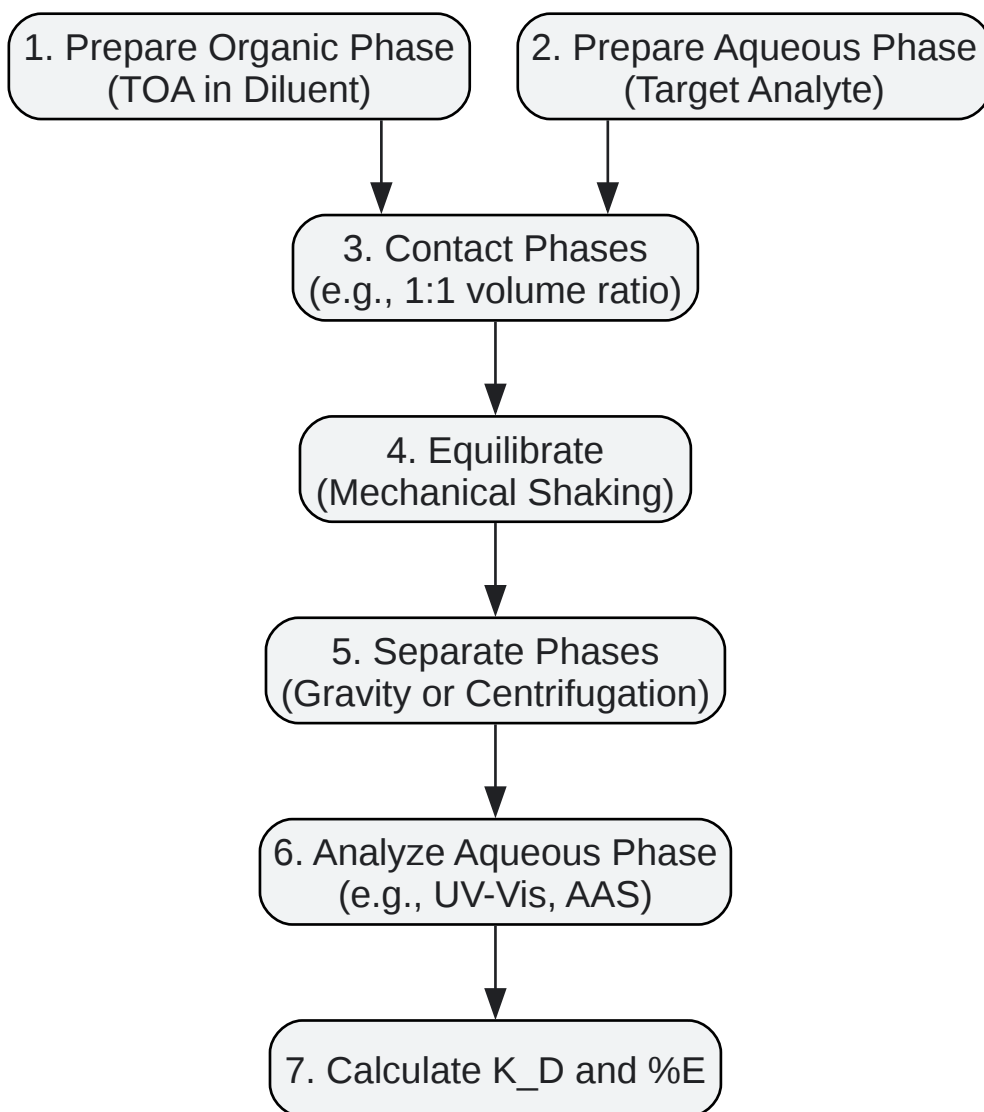 1. Prepare Organic Phase
(TOA in Diluent)
2. Prepare Aqueous Phase
(Target Analyte)
3. Contact Phases
(e.g., 1:1 volume ratio)
4. Equilibrate
(Mechanical Shaking)
5. Separate Phases
(Gravity or Centrifugation)
6. Analyze Aqueous Phase
(e.g., UV-Vis, AAS)
7. Calculate K_D and %E